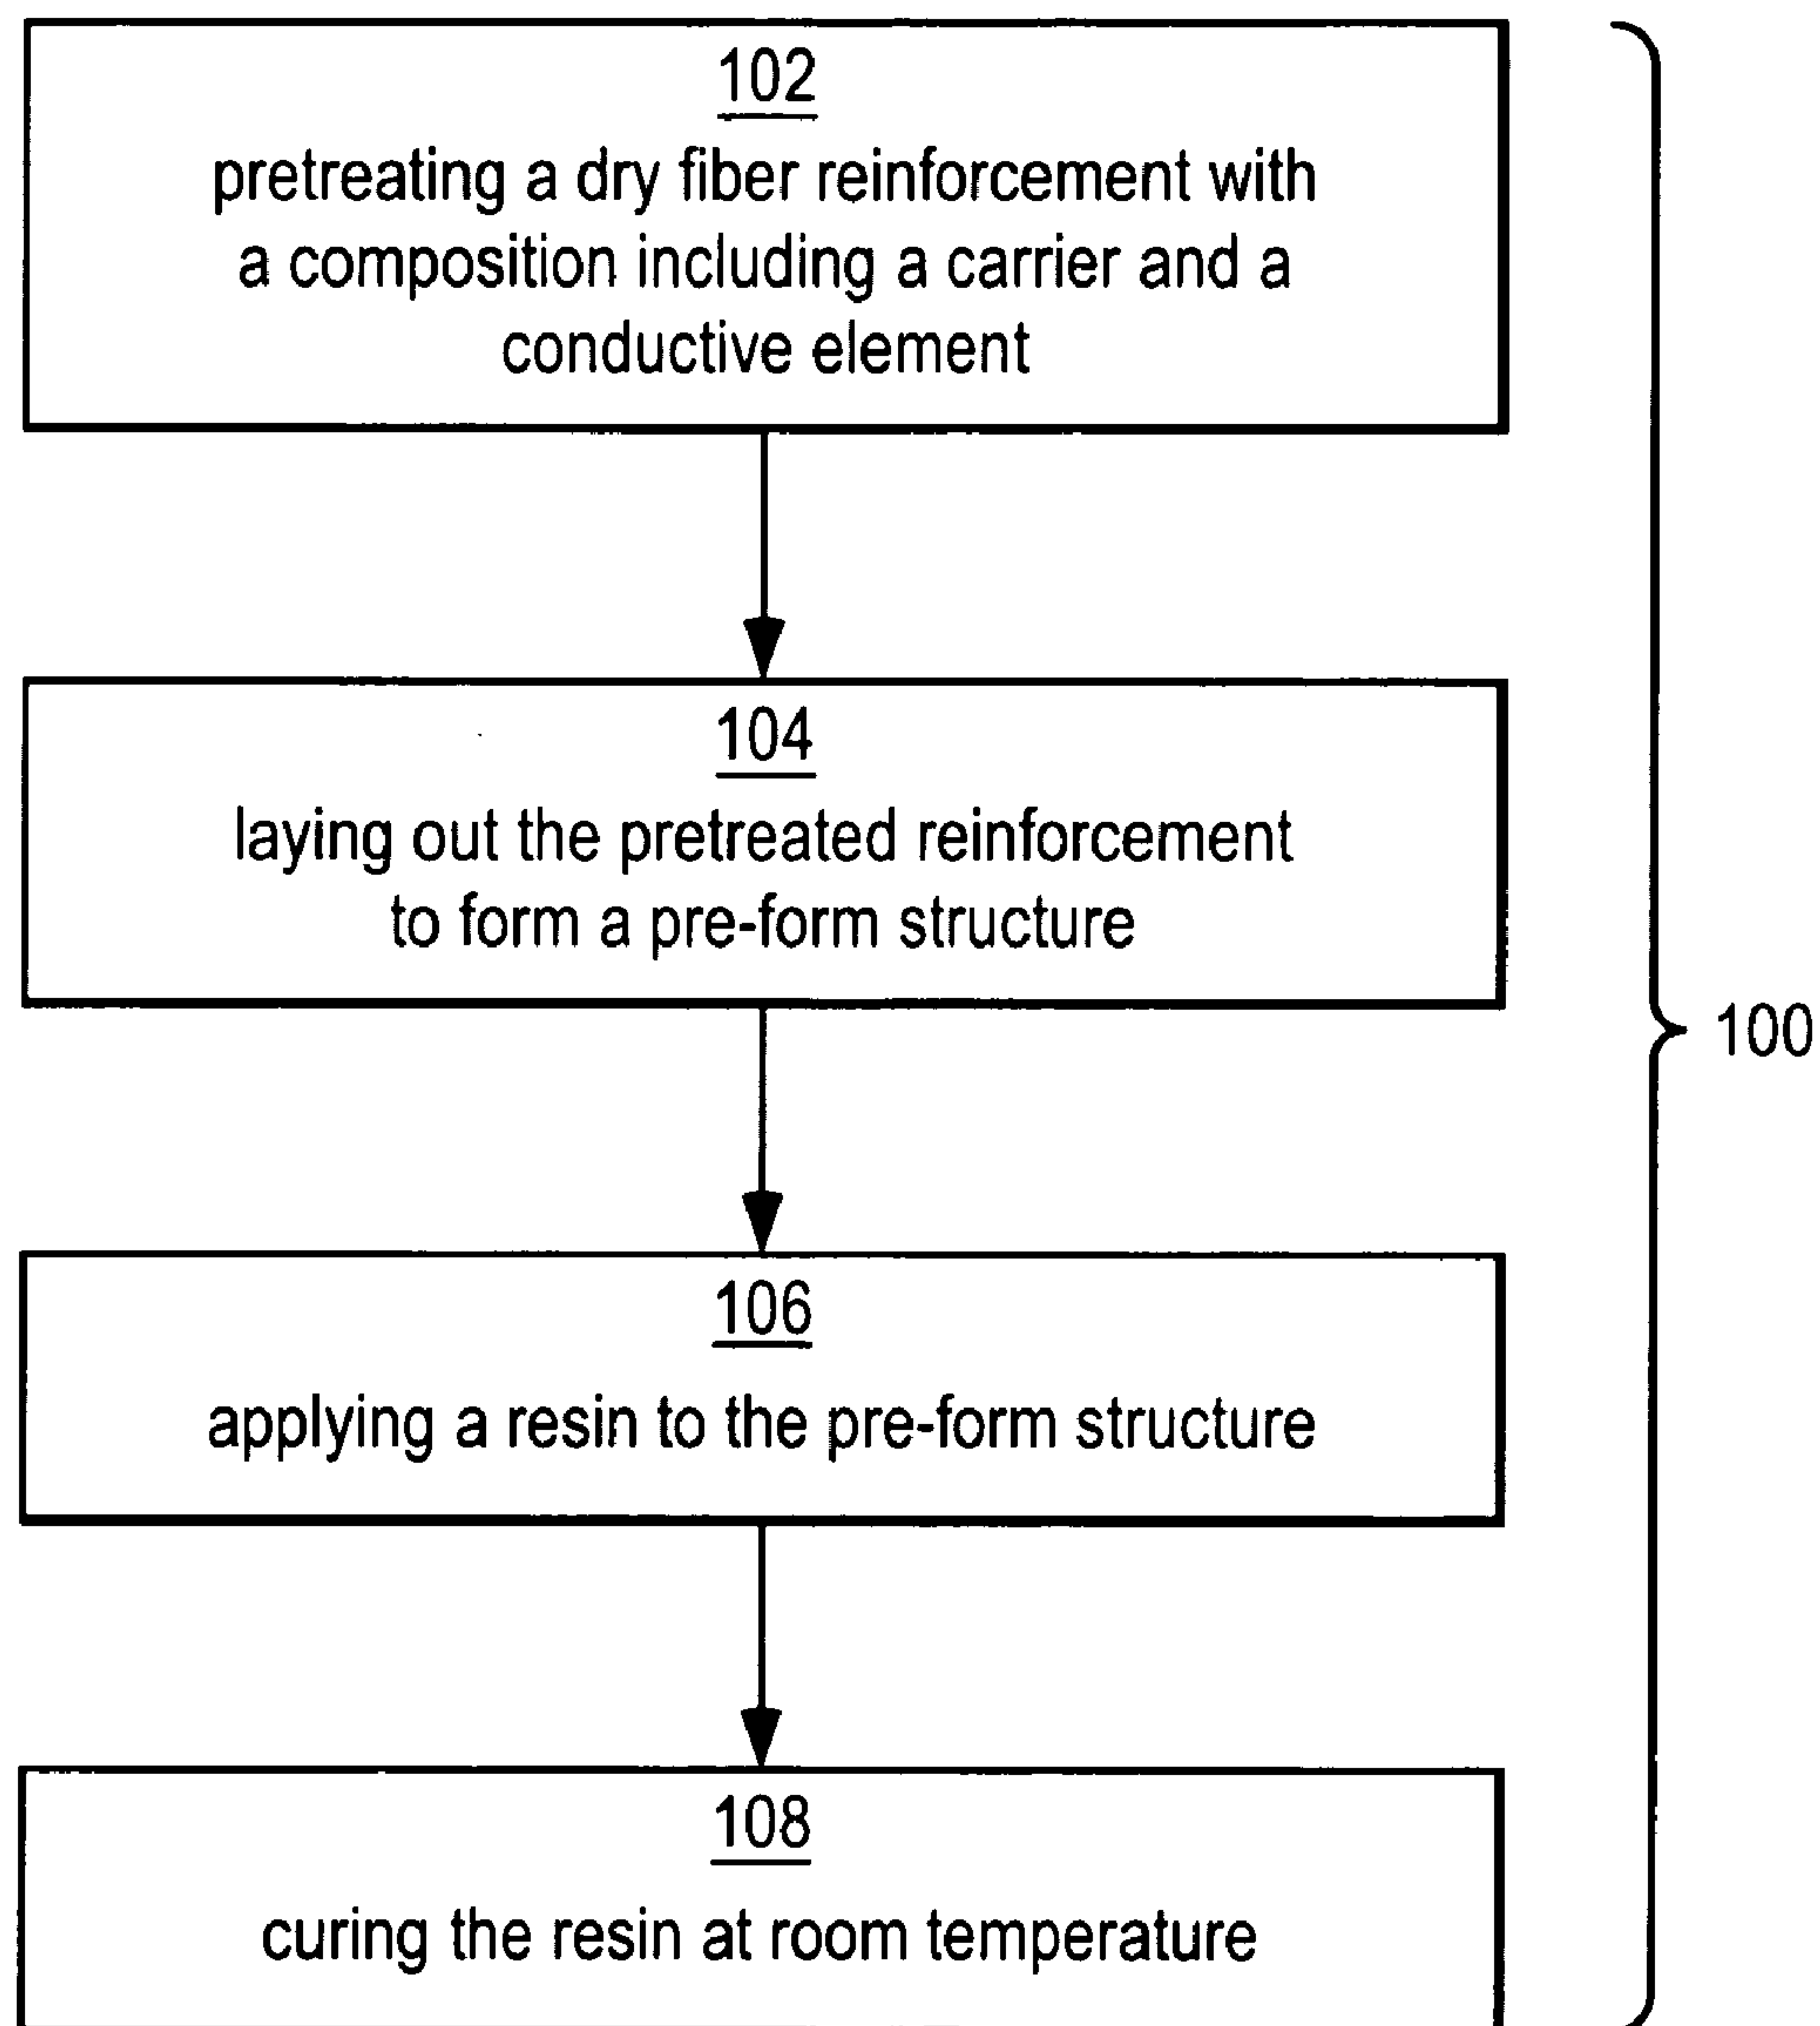 102
pretreating a dry fiber reinforcement with
a composition including a carrier and a
conductive element
104
laying out the pretreated reinforcement
to form a pre-form structure
100
106
applying a resin to the pre-form structure
108
curing the resin at room temperature